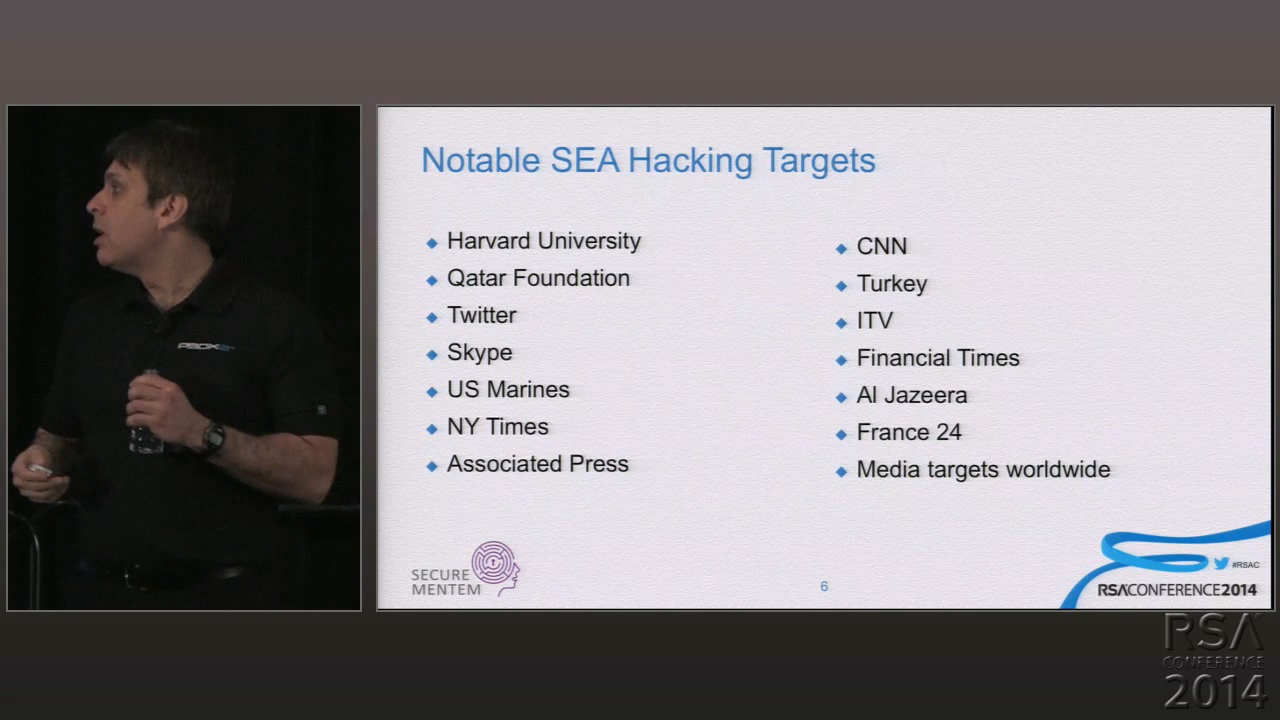 Notable SEA Hacking Targets
Harvard University
Qatar Foundation
Twitter
Skype
US Marines
NY Times
Associated Press
CNN
Turkey
ITV
Financial Times
Al Jazeera
France 24
Media targets worldwide
SECURE
MENTEM
6
#RSAC
RSACONFERENCE2014
RSA
CONFERENCE
2014